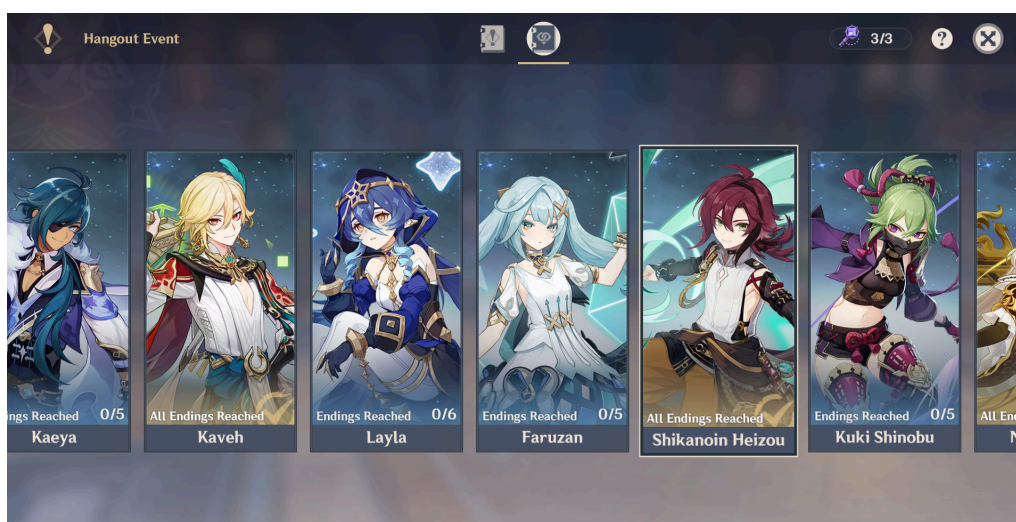 Hangout Event
3/3
?
ings Reached 0/5
Kaeya
All Endings Reached
Kaveh
Endings Reached 0/6
Layla
Endings Reached 0/5
Faruzan
All Endings Reached
Shikanoin Heizou
Endings Reached 0/5
Kuki Shinobu
All En
N